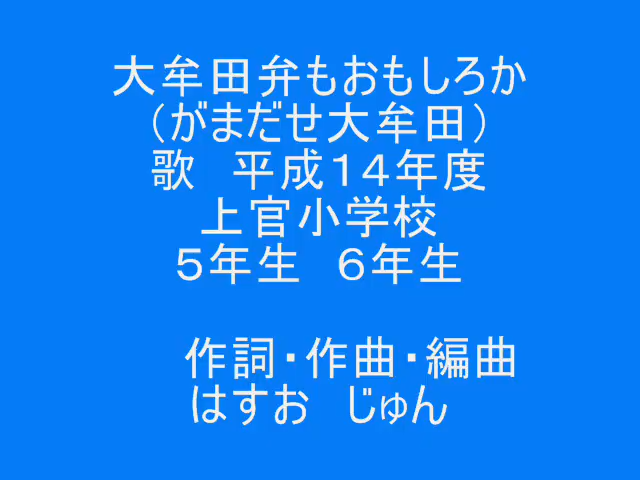 大牟田弁もおもしろか
（がまだせ大牟田）
歌　平成１４年度
上官小学校
５年生　６年生
作詞・作曲・編曲
はすお　じゅん